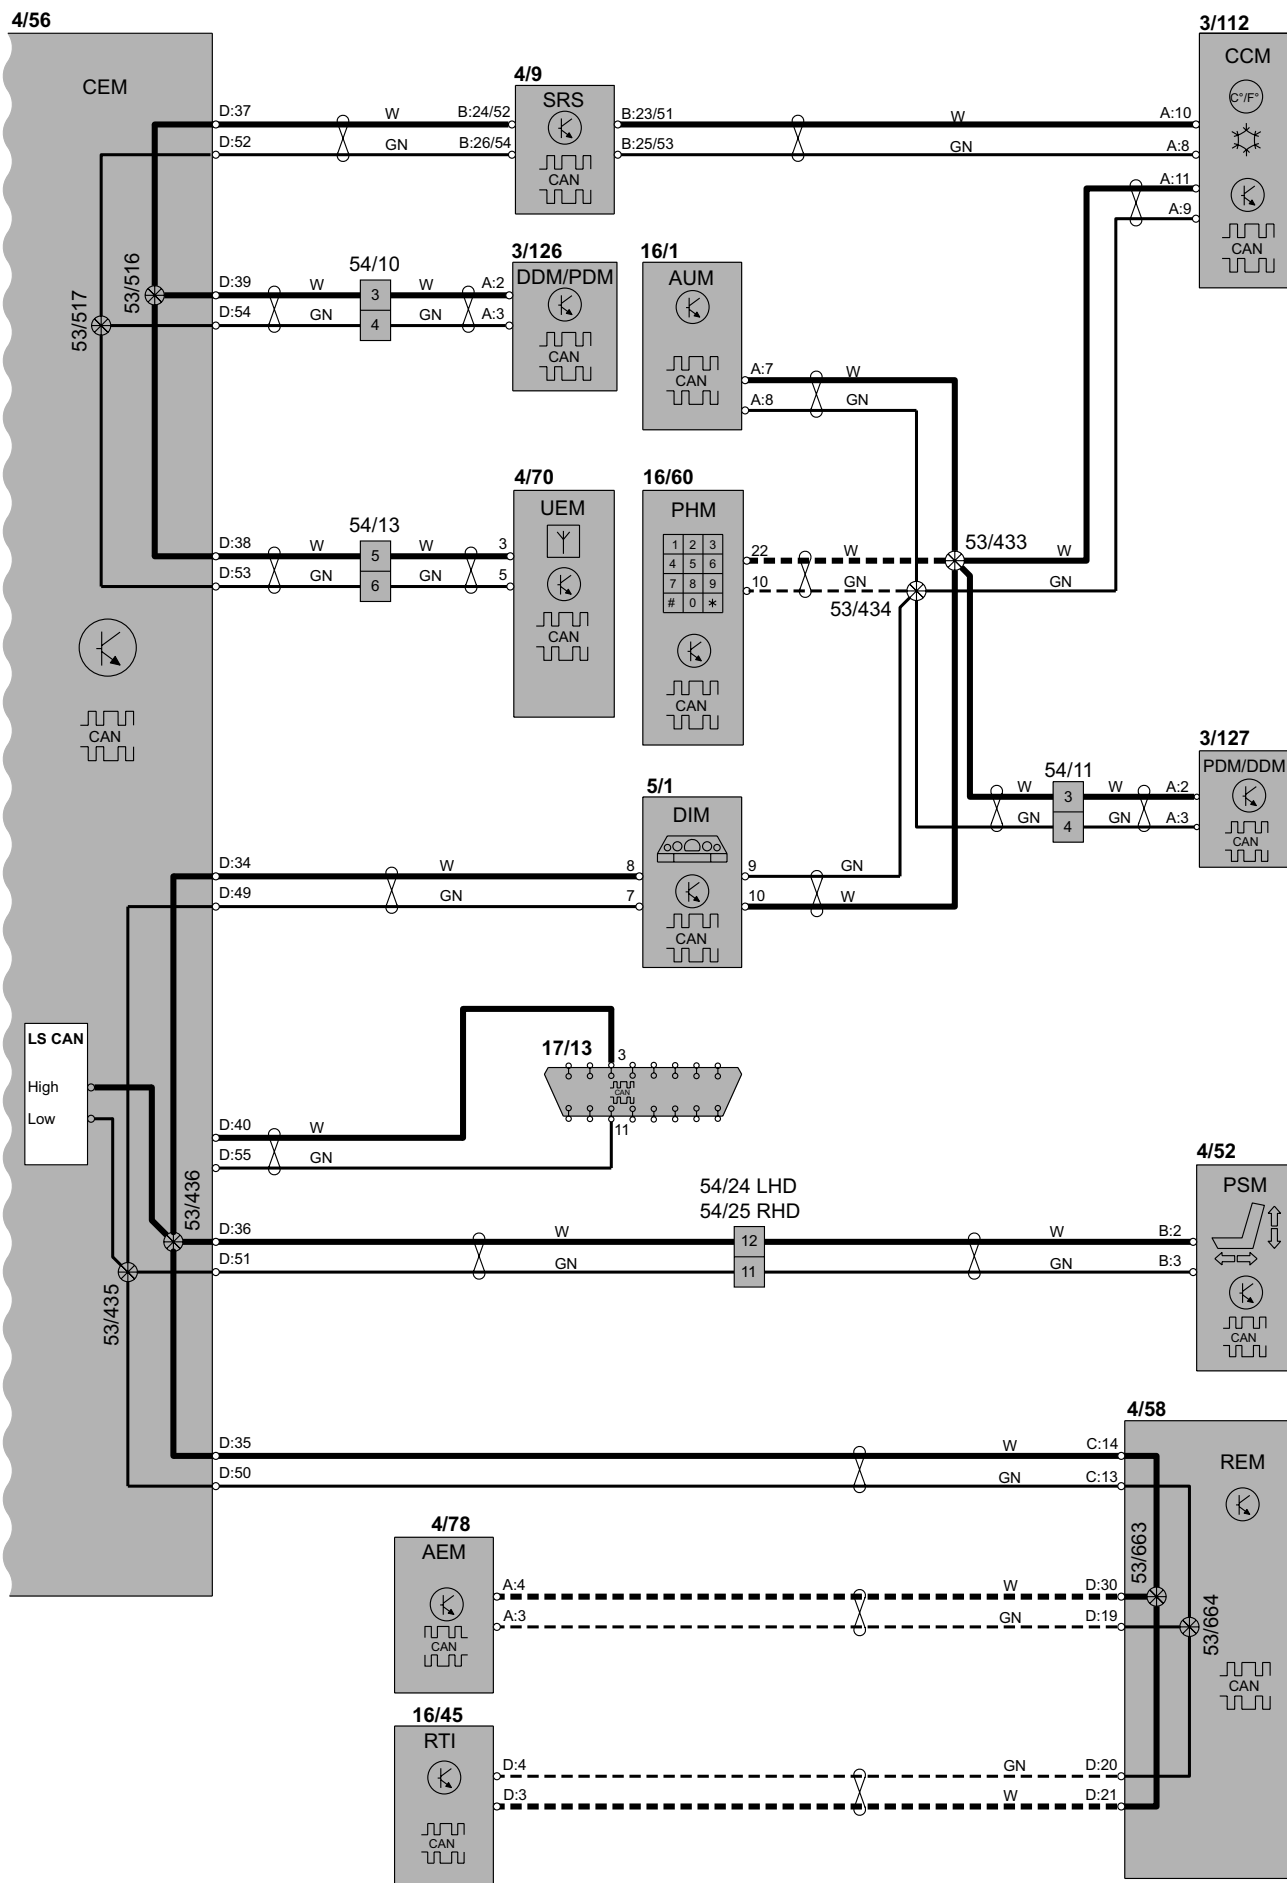 4/56
3/112
CEM
4/9
CCM
D:37
W
B:24/52
SRS
B:23/51
W
A:10
C°/F°
D:52
GN
B:26/54
B:25/53
GN
A:8
CAN
A:11
A:9
CAN
53/516
53/517
54/10
3/126
16/1
D:39
W
3
W
A:2
DDM/PDM
AUM
D:54
GN
4
GN
A:3
CAN
CAN
A:7
W
A:8
GN
4/70
16/60
54/13
UEM
PHM
D:38
W
5
W
3
D:53
GN
6
GN
5
CAN
1 2 3
4 5 6
7 8 9
# 0 *
CAN
22
W
53/433
W
10
GN
53/434
GN
CAN
3/127
54/11
PDM/DDM
W
3
W
A:2
GN
4
GN
A:3
CAN
5/1
DIM
D:34
W
8
9
GN
D:49
GN
7
10
W
CAN
LS CAN
High
Low
17/13
3
CAN
11
D:40
W
D:55
GN
53/436
53/435
54/24 LHD
54/25 RHD
4/52
PSM
D:36
W
12
W
B:2
D:51
GN
11
GN
B:3
CAN
4/58
REM
D:35
W
C:14
D:50
GN
C:13
53/663
53/664
4/78
AEM
A:4
W
D:30
A:3
GN
D:19
CAN
CAN
16/45
RTI
D:4
GN
D:20
D:3
W
D:21
CAN